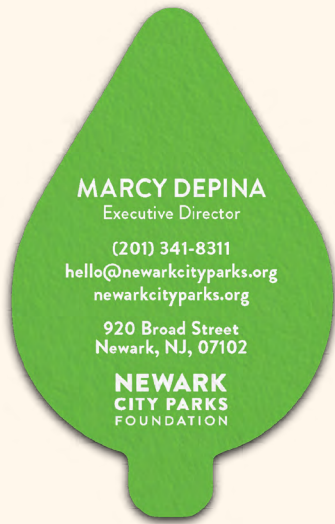 MARCY DEPINA
Executive Director
(201) 341-8311
hello@newarkcityparks.org
newarkcityparks.org
920 Broad Street
Newark, NJ, 07102
NEWARK
CITY PARKS
FOUNDATION